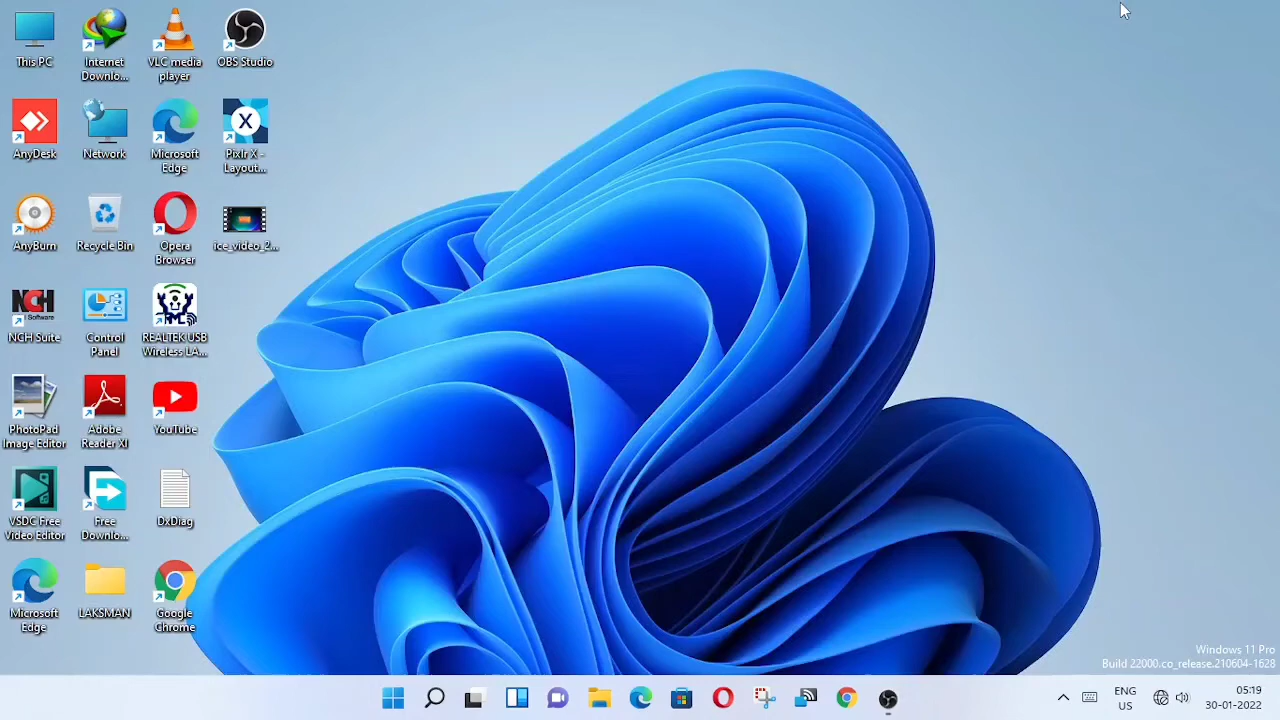 This PC
Internet
Downlo...
VLC media
player
OBS Studio
AnyDesk
Network
Microsoft
Edge
X
Pixlr X -
Layout...
AnyBurn
Recycle Bin
Opera
Browser
ice_video_2...
NCH
Software
NCH Suite
Control
Panel
REALTEK USB
Wireless LA...
PhotoPad
Image Editor
Adobe
Reader XI
YouTube
VSDC Free
Video Editor
Free
Downlo...
DxDiag
Microsoft
Edge
LAKSMAN
Google
Chrome
Windows 11 Pro
Build 22000.co_release.210604-1628
ENG
US
05:19
30-01-2022